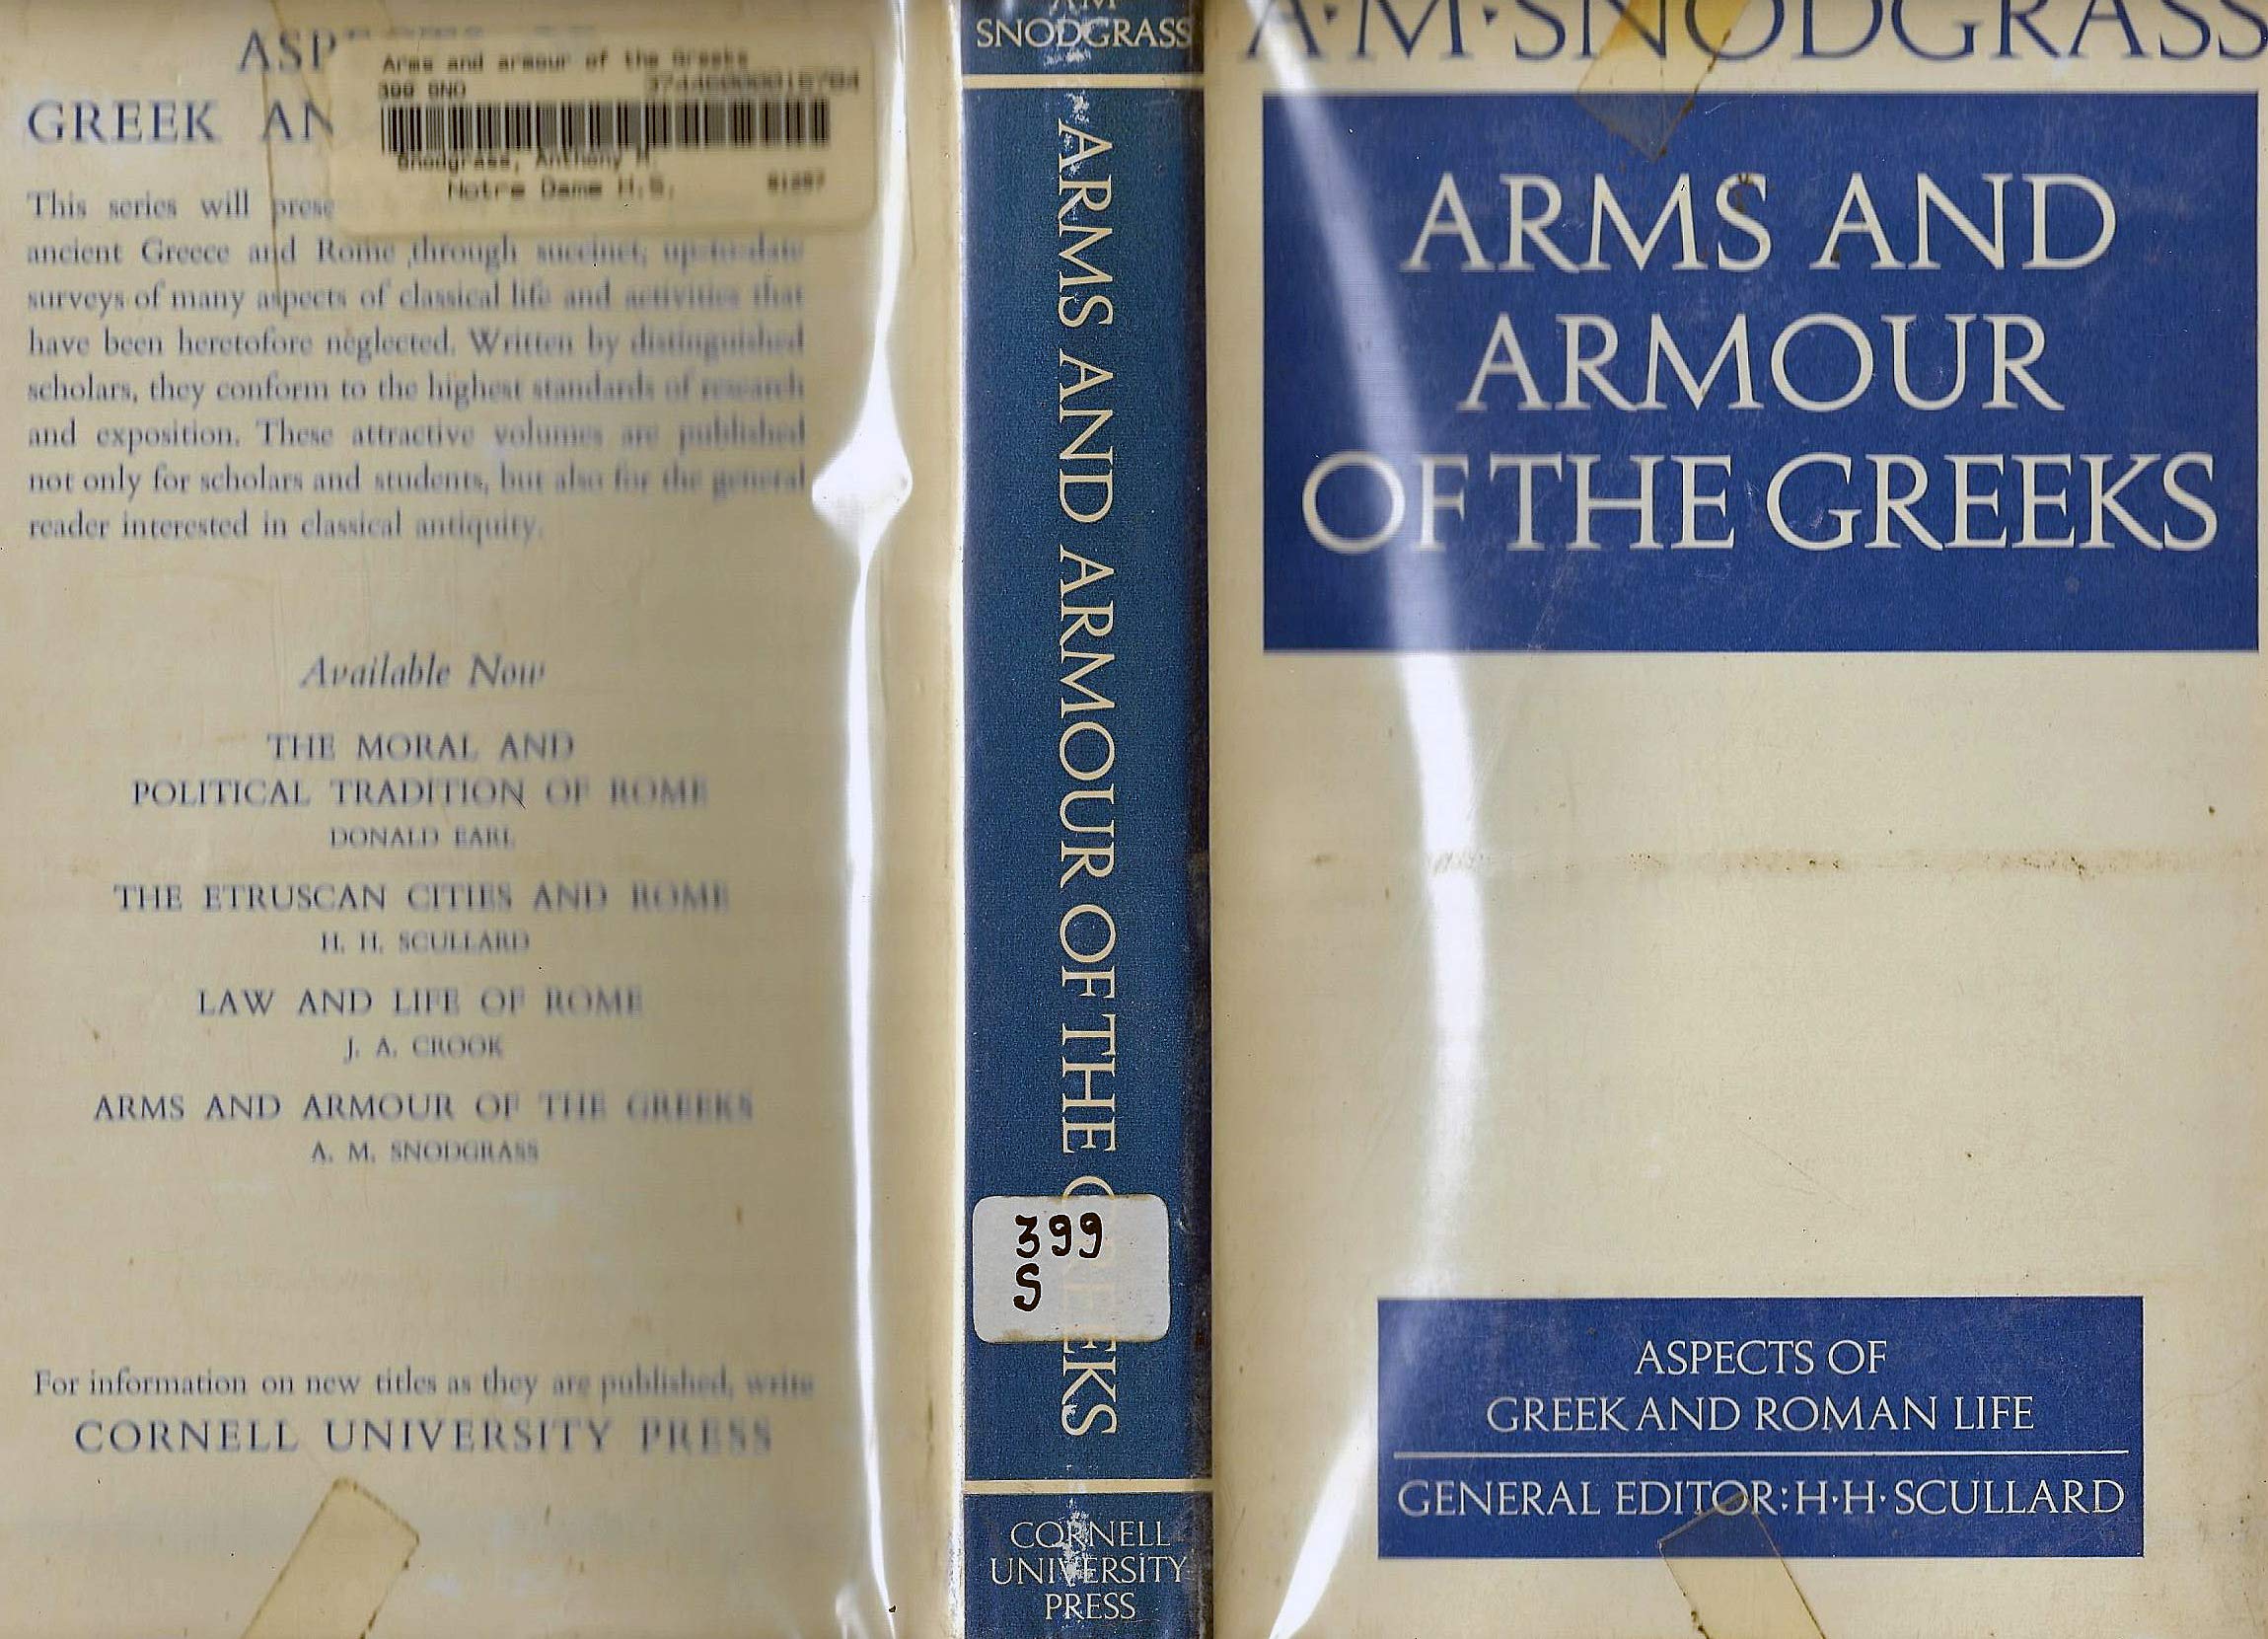 ASP
GREEK AN
Arms and armour of the Greeks
399 SNO
Snodgrass, Anthony M
Notre Dame H.S.
This series will prese
ancient Greece and Rome through succinct, up-to-date
surveys of many aspects of classical life and activities that
have been heretofore neglected. Written by distinguished
scholars, they conform to the highest standards of research
and exposition. These attractive volumes are published
not only for scholars and students, but also for the general
reader interested in classical antiquity.
Available Now
THE MORAL AND
POLITICAL TRADITION OF ROME
DONALD EARL
THE ETRUSCAN CITIES AND ROME
H. H. SCULLARD
LAW AND LIFE OF ROME
J. A. CROOK
ARMS AND ARMOUR OF THE GREEKS
A. M. SNODGRASS
For information on new titles as they are published, write
CORNELL UNIVERSITY PRESS
A·M
SNODGRASS
ARMS AND ARMOUR OF THE GREEKS
399
S
CORNELL
UNIVERSITY
PRESS
A·M·SNODGRASS
ARMS AND
ARMOUR
OF THE GREEKS
ASPECTS OF
GREEK AND ROMAN LIFE
GENERAL EDITOR: H·H·SCULLARD